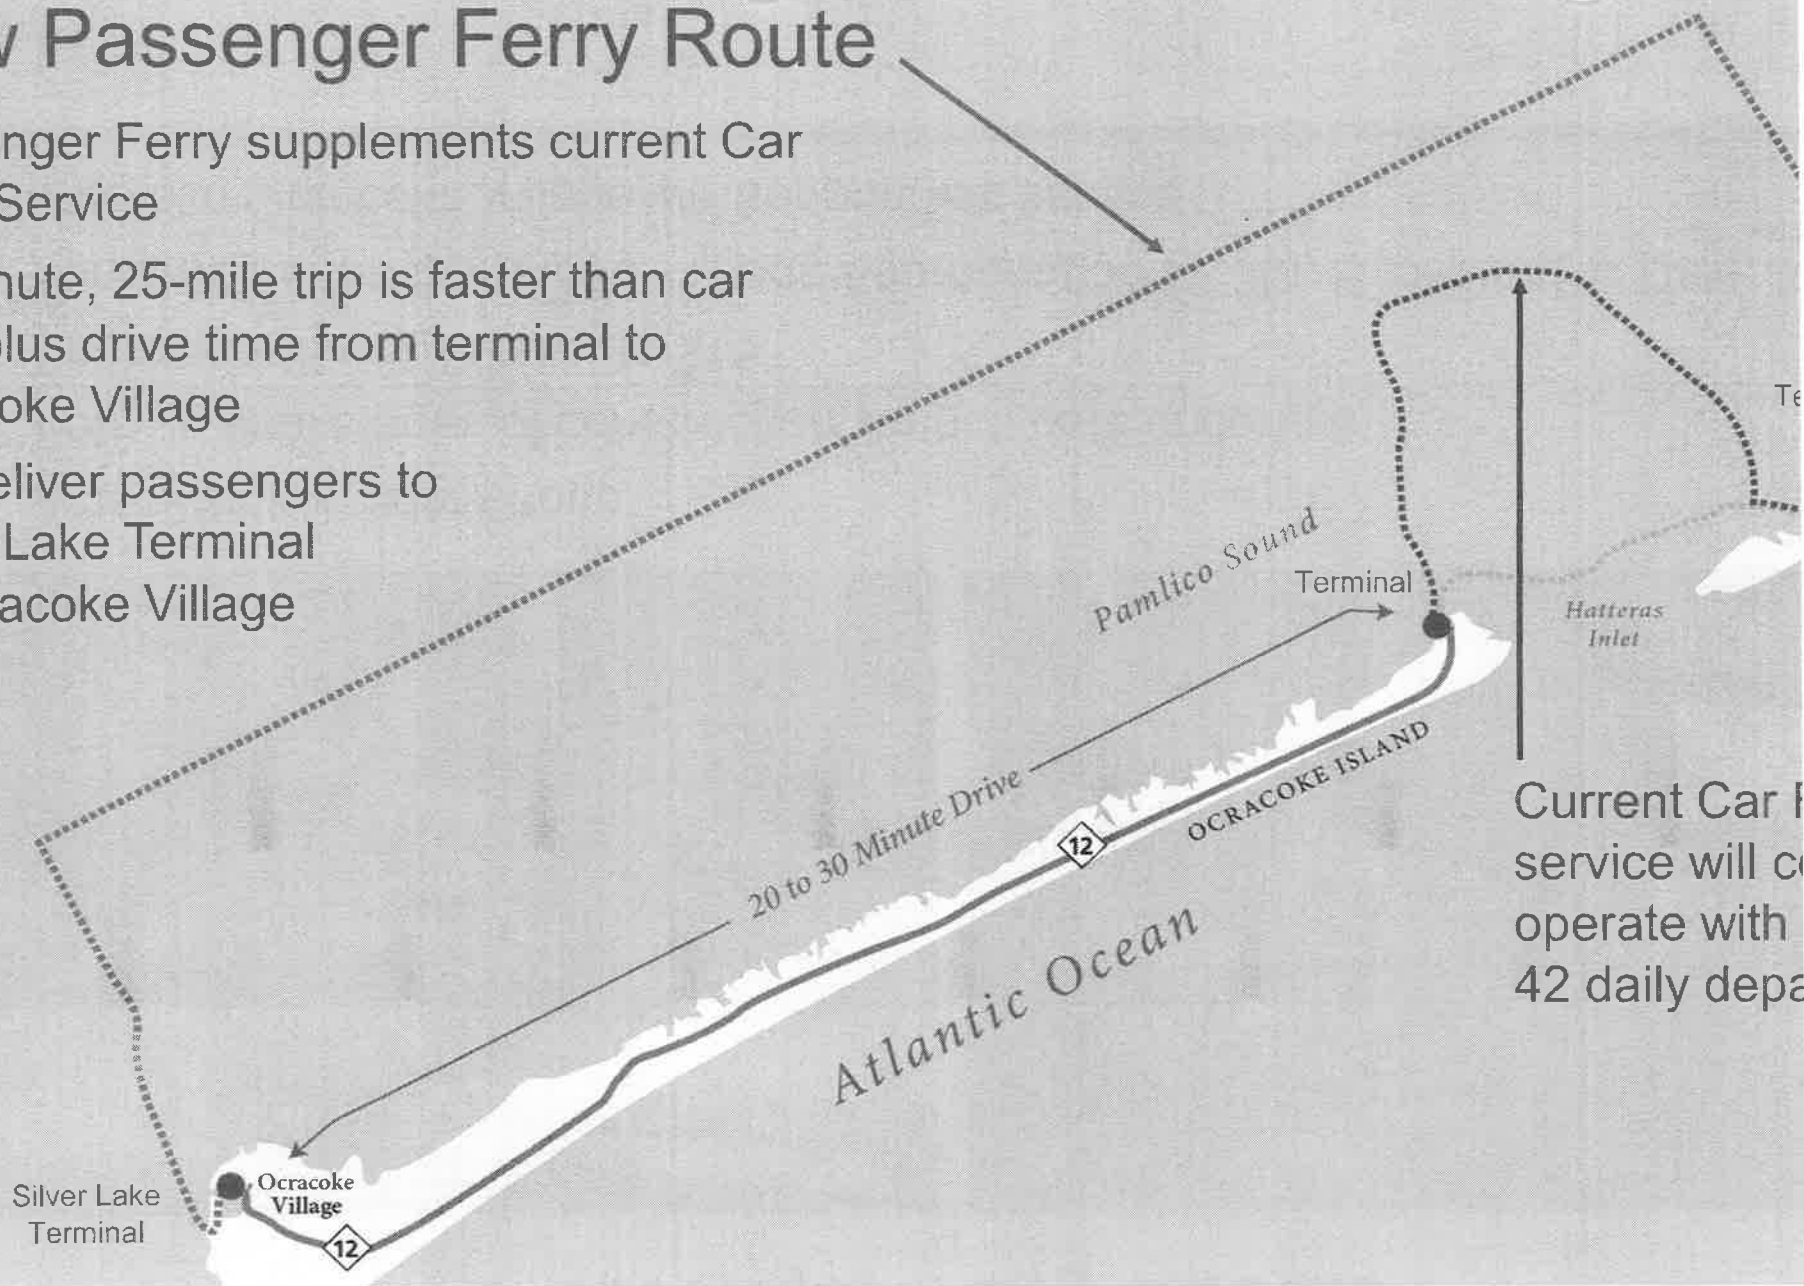 w Passenger Ferry Route
nger Ferry supplements current Car
Service
nute, 25-mile trip is faster than car
plus drive time from terminal to
oke Village
eliver passengers to
Lake Terminal
acoke Village
Te
Pamlico Sound
Terminal
Hatteras
Inlet
20 to 30 Minute Drive
OCRACOKE ISLAND
12
Atlantic Ocean
Current Car F
service will co
operate with
42 daily depa
Silver Lake
Terminal
Ocracoke
Village
12